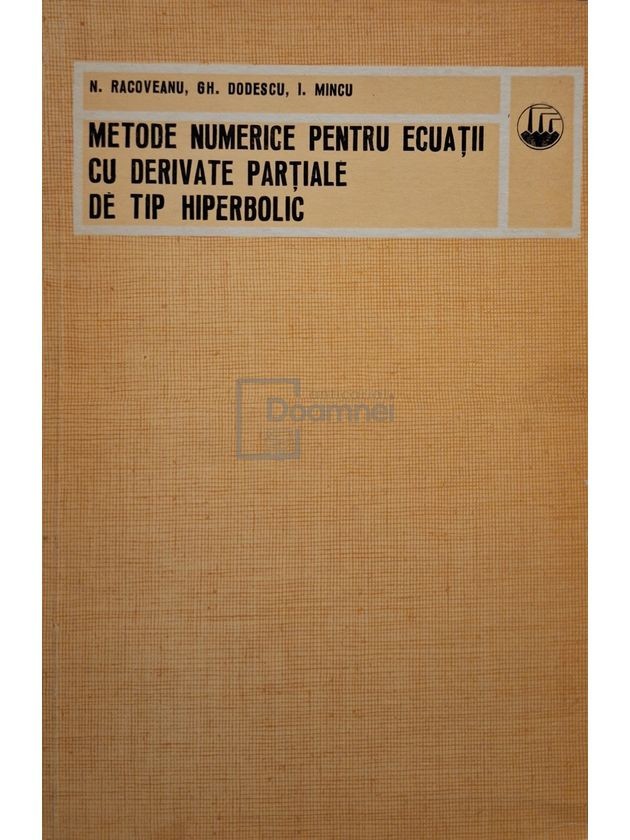 N. RACOVEANU, GH. DODESCU, I. MINCU
METODE NUMERICE PENTRU ECUAȚII
CU DERIVATE PARȚIALE
DE TIP HIPERBOLIC
Doamnei